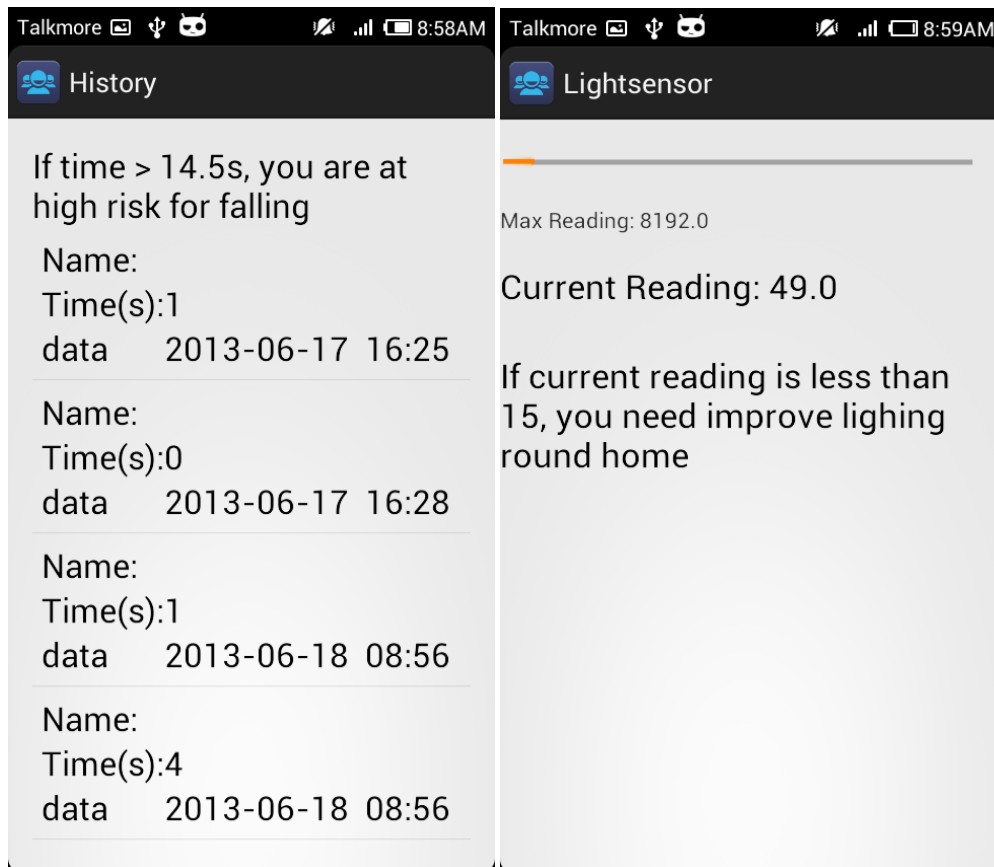 Talkmore 8:58AM
History
If time > 14.5s, you are at
high risk for falling
Name:
Time(s):1
data 2013-06-17 16:25
Name:
Time(s):0
data 2013-06-17 16:28
Name:
Time(s):1
data 2013-06-18 08:56
Name:
Time(s):4
data 2013-06-18 08:56
Talkmore 8:59AM
Lightsensor
Max Reading: 8192.0
Current Reading: 49.0
If current reading is less than
15, you need improve lighing
round home